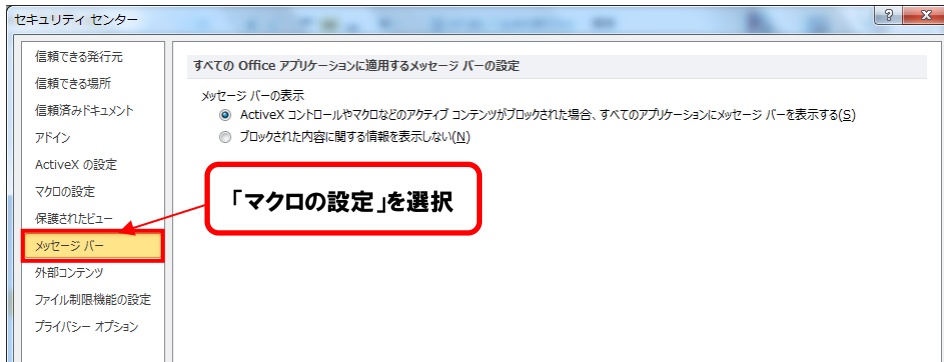 セキュリティ センター
信頼できる発行元
信頼できる場所
信頼済みドキュメント
アドイン
ActiveX の設定
マクロの設定
保護されたビュー
メッセージ バー
外部コンテンツ
ファイル制限機能の設定
プライバシー オプション
すべての Office アプリケーションに適用するメッセージ バーの設定
メッセージ バーの表示
ActiveX コントロールやマクロなどのアクティブ コンテンツがブロックされた場合、すべてのアプリケーションにメッセージ バーを表示する(S)
ブロックされた内容に関する情報を表示しない(N)
「マクロの設定」を選択